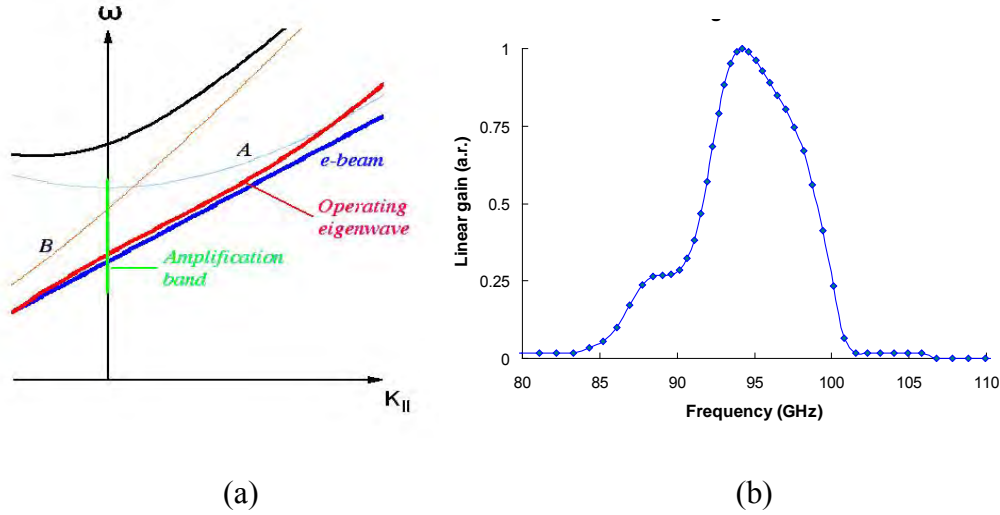 ω
A
e-beam
Operating
eigenwave
B
Amplification
band
K||
(a)
1
0.75
0.5
0.25
0
Linear gain (a.r.)
80 85 90 95 100 105 110
Frequency (GHz)
(b)